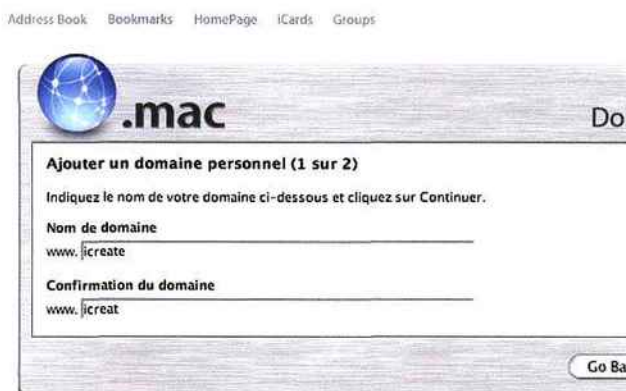 Address Book Bookmarks HomePage iCards Groups
.mac
Do
Ajouter un domaine personnel (1 sur 2)
Indiquez le nom de votre domaine ci-dessous et cliquez sur Continuer.
Nom de domaine
www. icreate
Confirmation du domaine
www. icreat
Go Ba